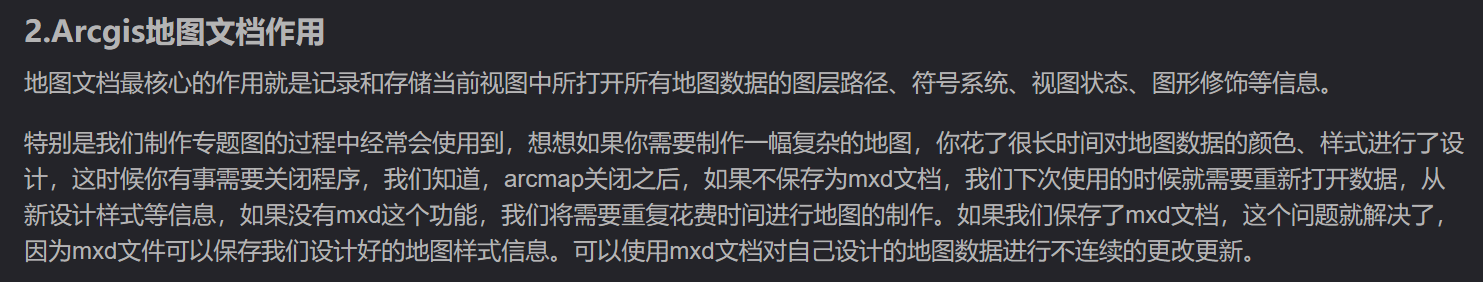 2.Arcgis地图文档作用
地图文档最核心的作用就是记录和存储当前视图中所打开所有地图数据的图层路径、符号系统、视图状态、图形修饰等信息。
特别是我们制作专题图的过程中经常会使用到，想想如果你需要制作一幅复杂的地图，你花了很长时间对地图数据的颜色、样式进行了设
计，这时候你有事需要关闭程序，我们知道，arcmap关闭之后，如果不保存为mxd文档，我们下次使用的时候就需要重新打开数据，从
新设计样式等信息，如果没有mxd这个功能，我们将需要重复花费时间进行地图的制作。如果我们保存了mxd文档，这个问题就解决了，
因为mxd文件可以保存我们设计好的地图样式信息。可以使用mxd文档对自己设计的地图数据进行不连续的更改更新。